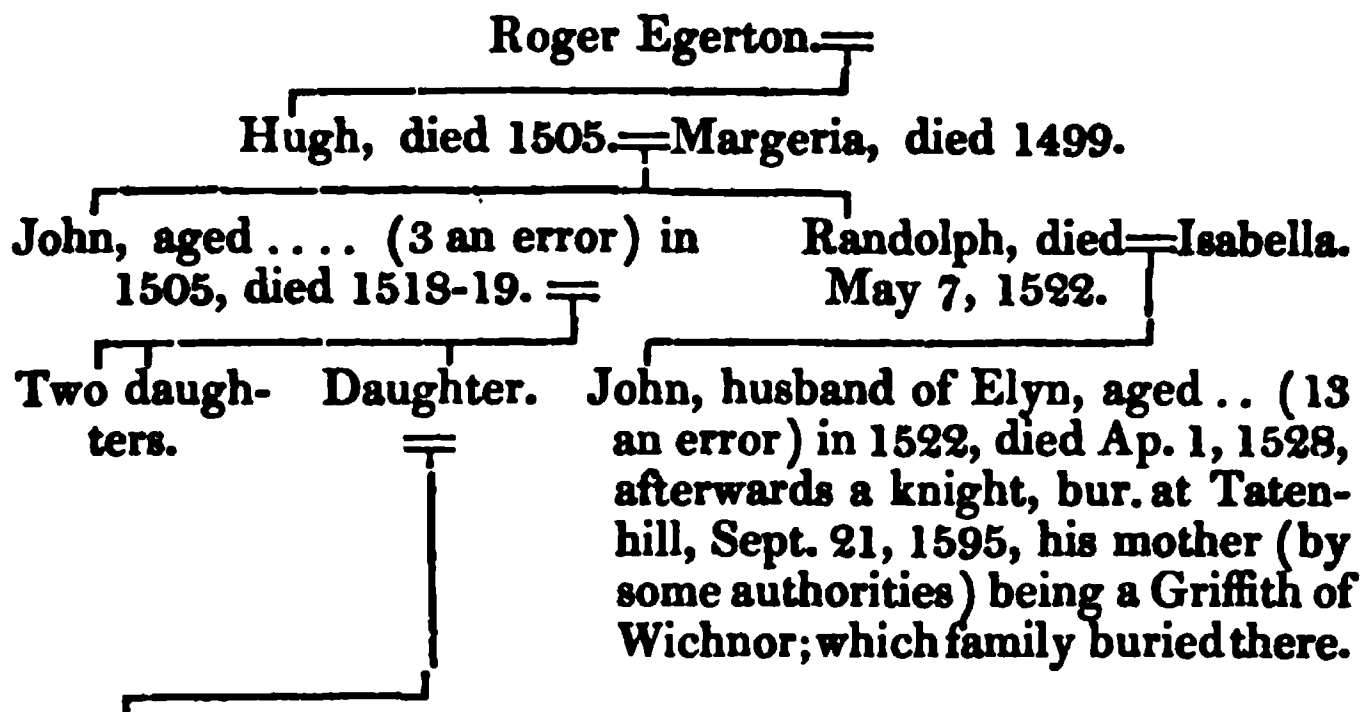 Roger Egerton.
Hugh, died 1505. Margeria, died 1499.
John, aged .... (3 an error) in
1505, died 1518-19.
Randolph, died Isabella.
May 7, 1522.
Two daugh-
ters.
Daughter.
John, husband of Elyn, aged .. (13
an error) in 1522, died Ap. 1, 1528,
afterwards a knight, bur. at Taten-
hill, Sept. 21, 1595, his mother (by
some authorities) being a Griffith of
Wichnor; which family buried there.